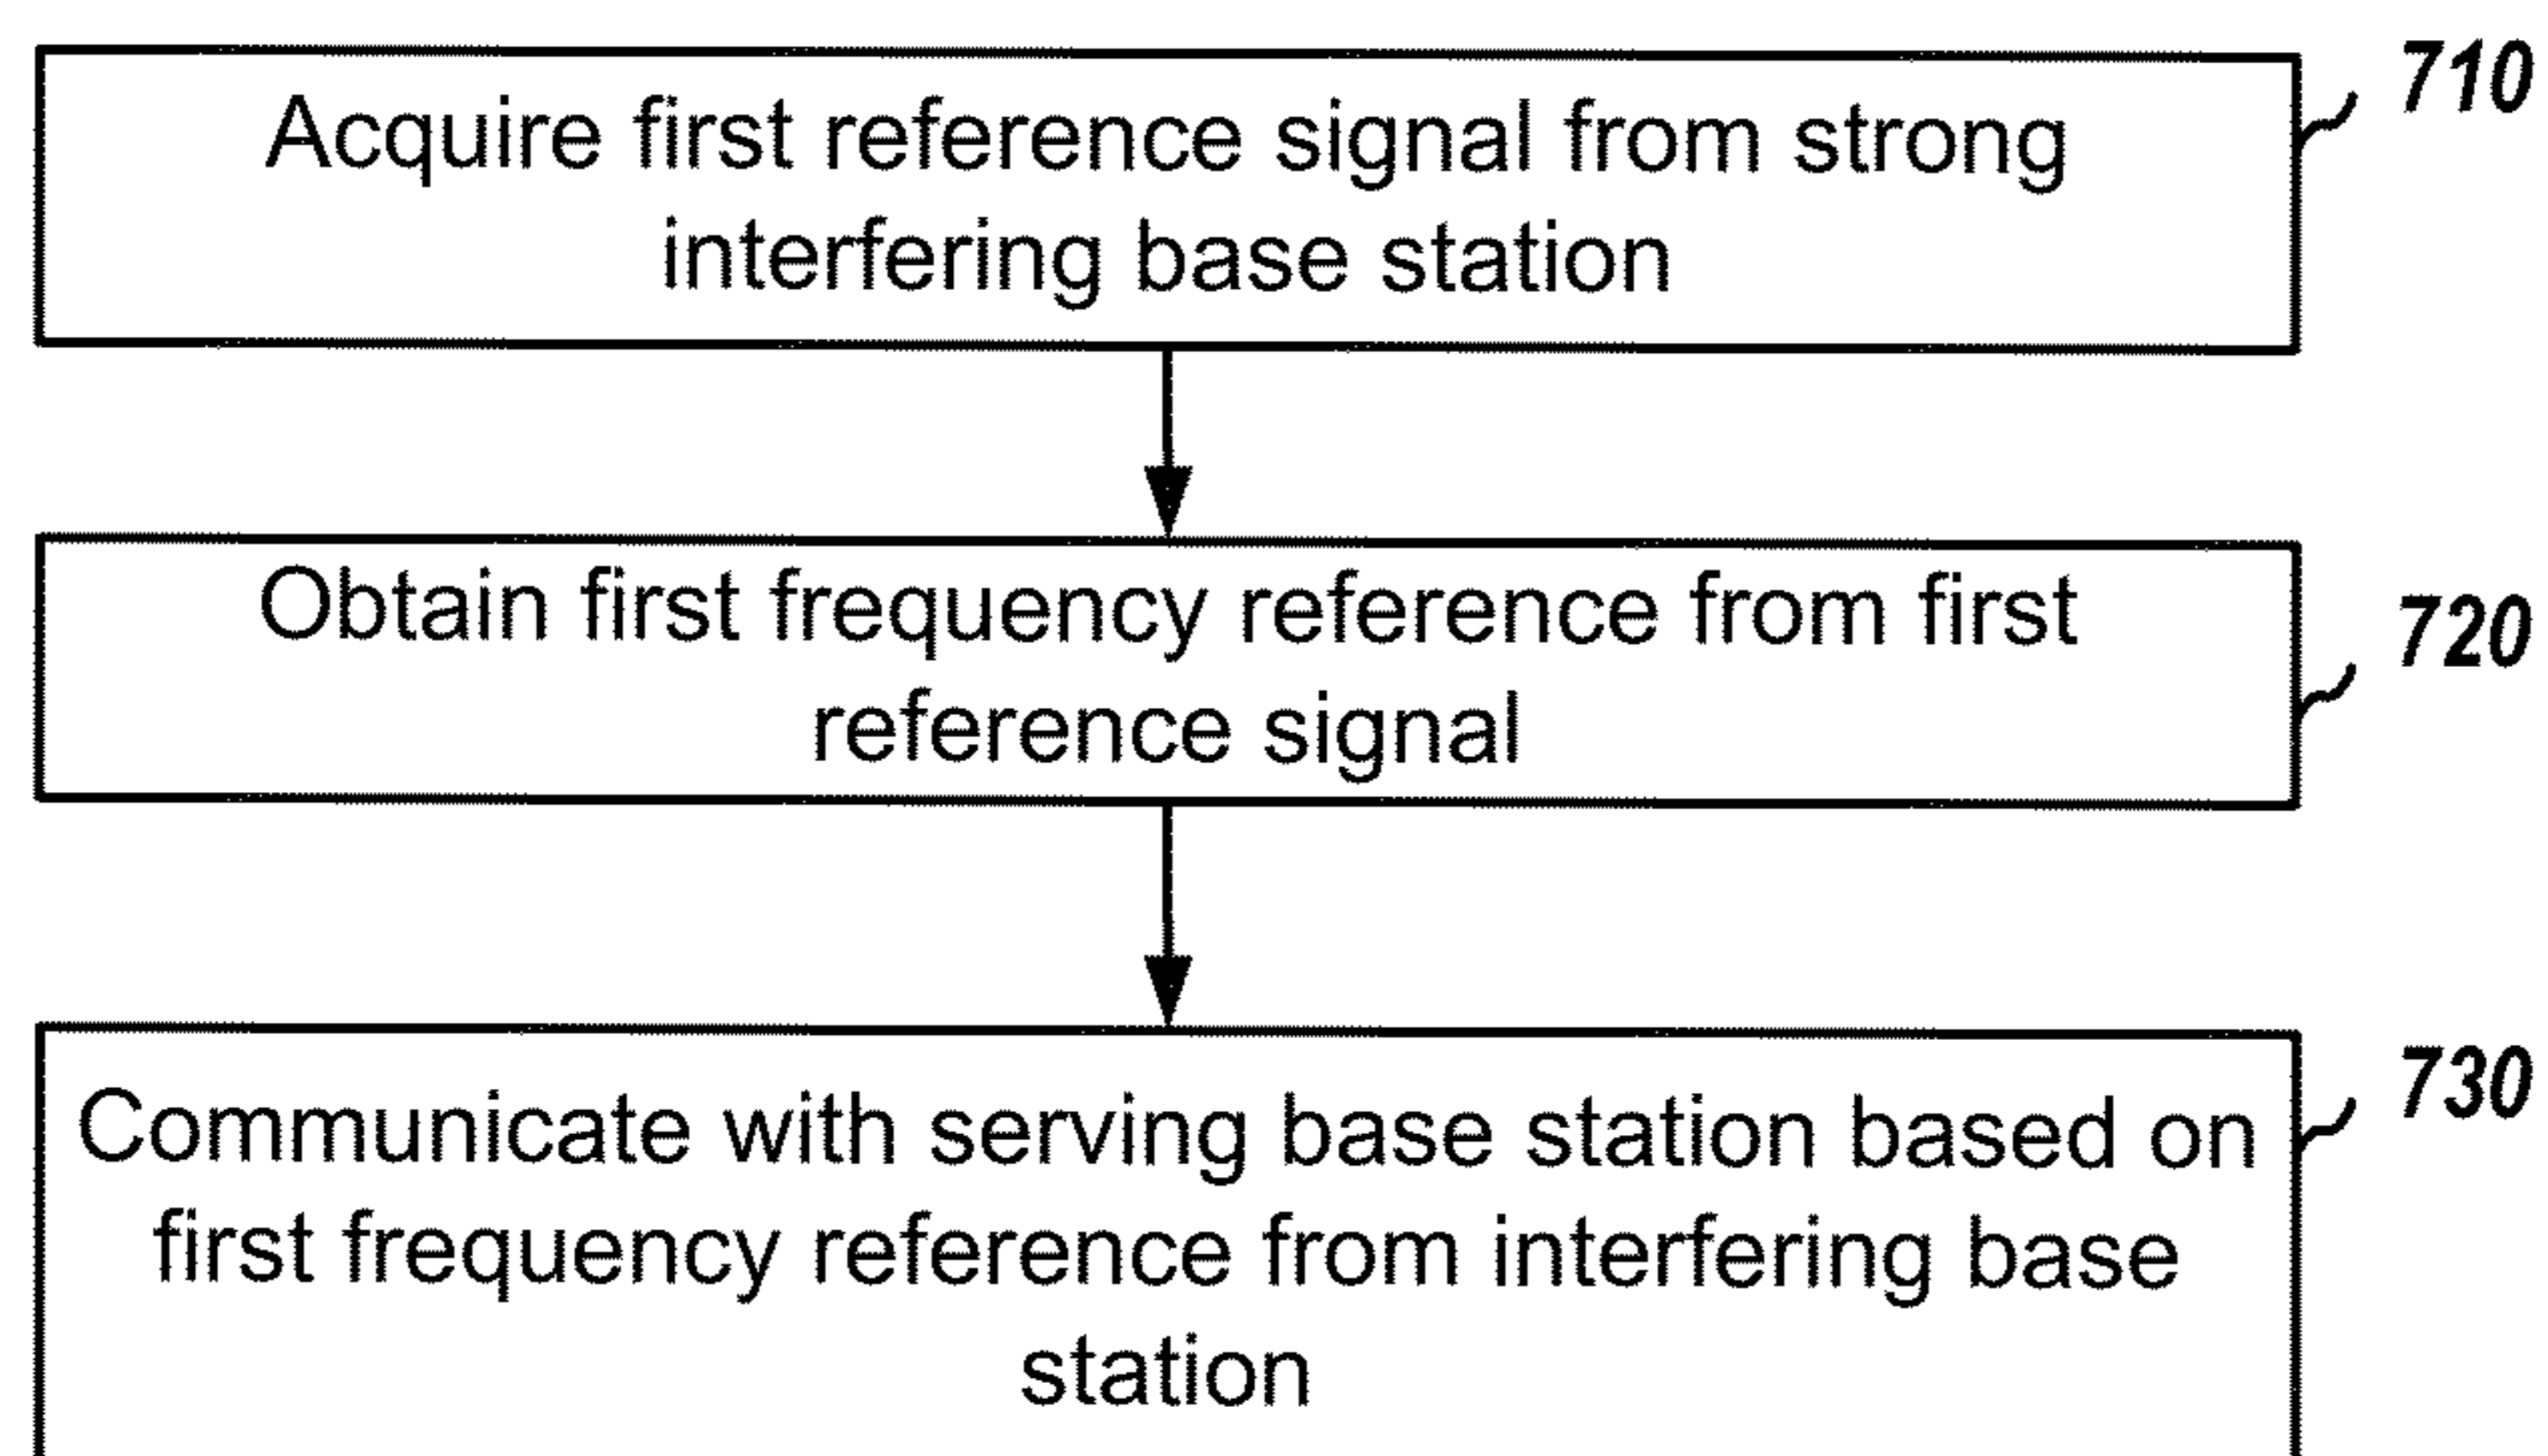 710
Acquire first reference signal from strong
interfering base station
720
Obtain first frequency reference from first
reference signal
730
Communicate with serving base station based on
first frequency reference from interfering base
station